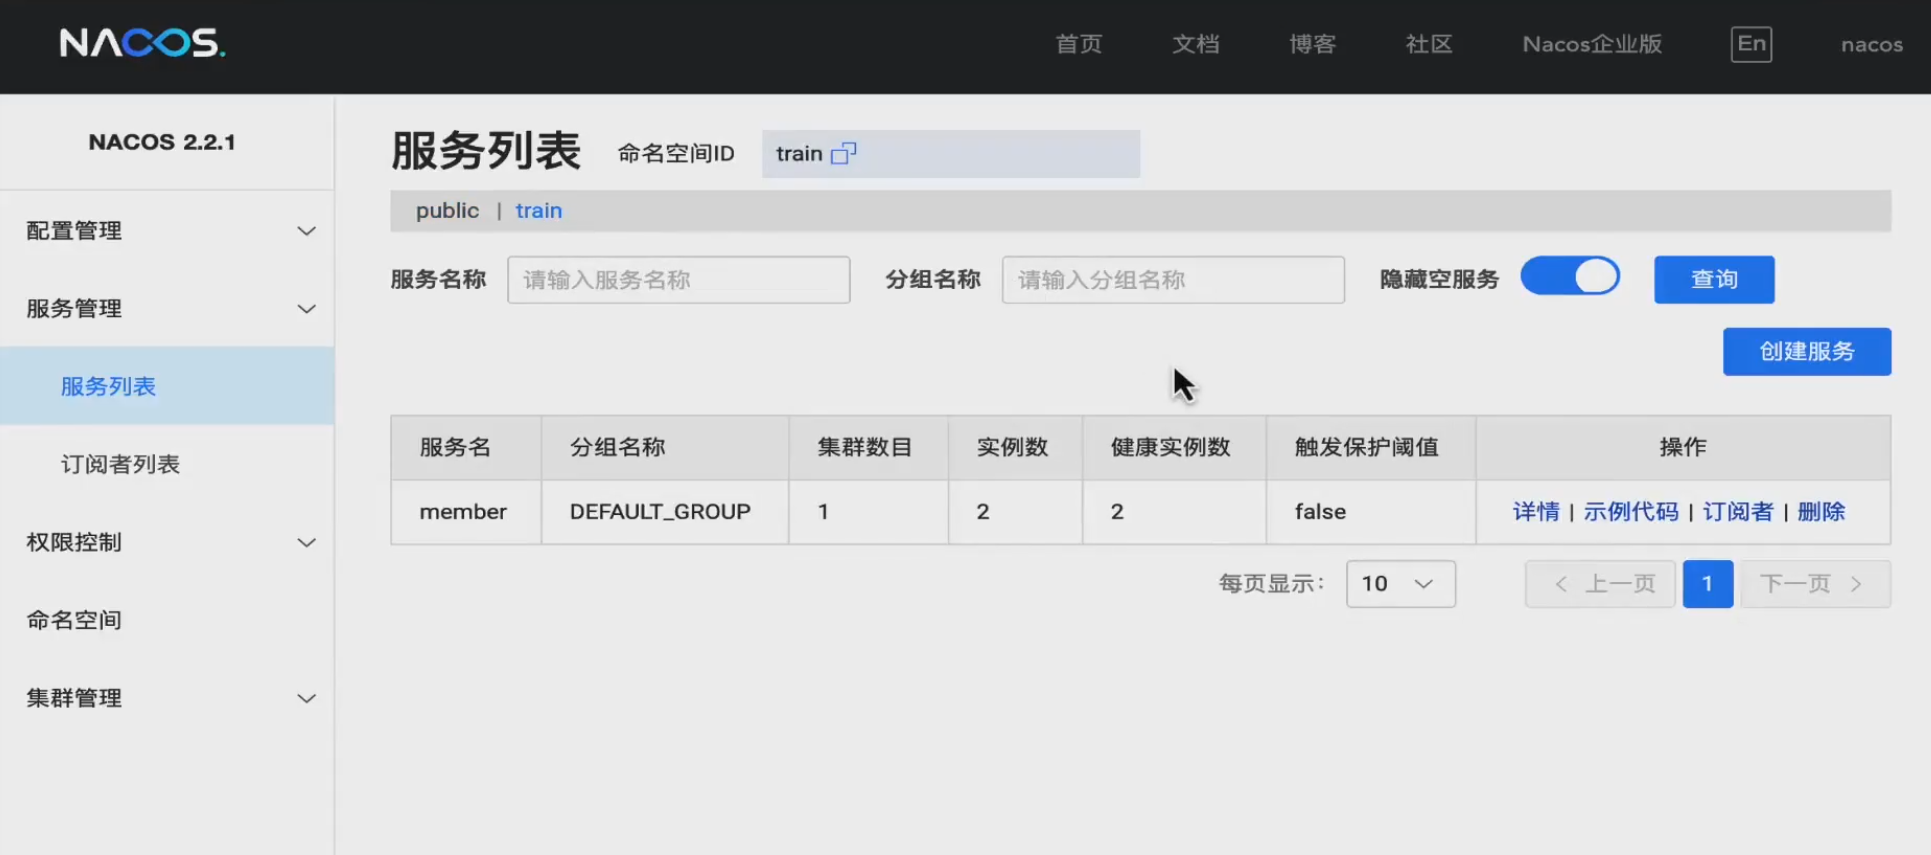 NACOS.
首页 文档 博客 社区 Nacos企业版 En nacos
NACOS 2.2.1
配置管理
服务管理
服务列表
订阅者列表
权限控制
命名空间
集群管理
服务列表 命名空间ID train
public | train
服务名称 请输入服务名称 分组名称 请输入分组名称 隐藏空服务 查询
创建服务
服务名 分组名称 集群数目 实例数 健康实例数 触发保护阈值 操作
member DEFAULT_GROUP 1 2 2 false 详情 | 示例代码 | 订阅者 | 删除
每页显示: 10 < 上一页 1 下一页 >